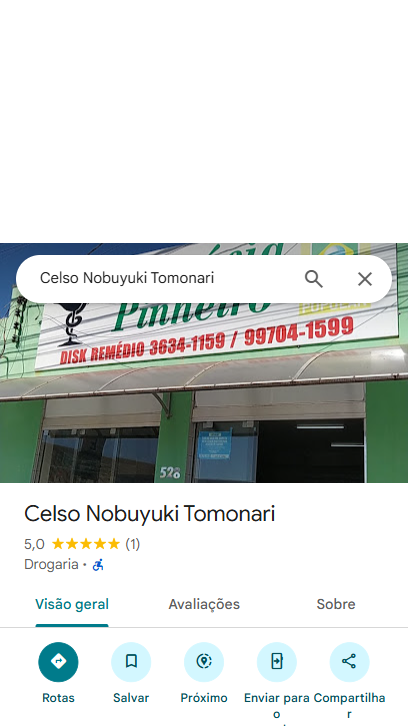 Celso Nobuyuki Tomonari
Pinheiro
DISK REMÉDIO 3634-1159 / 99704-1599
526
Celso Nobuyuki Tomonari
5,0 (1)
Drogaria •
Visão geral Avaliações Sobre
Rotas Salvar Próximo Enviar para o Compartilhar